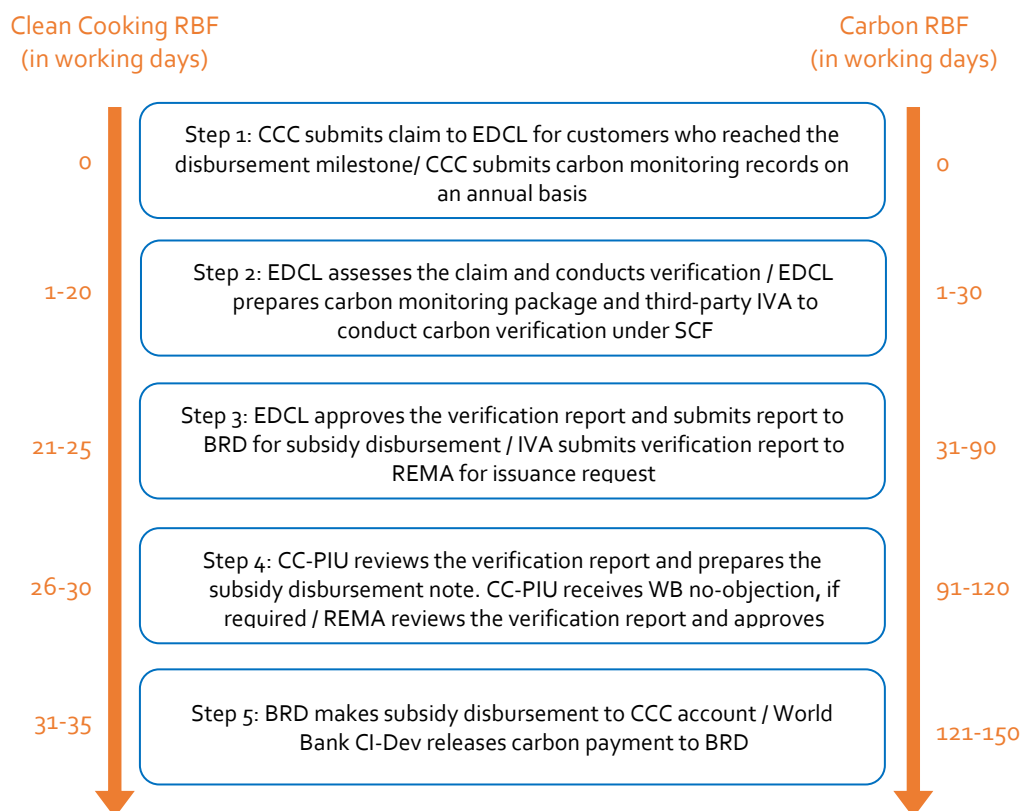 Clean Cooking RBF
(in working days)
Carbon RBF
(in working days)
0
Step 1: CCC submits claim to EDCL for customers who reached the
disbursement milestone/ CCC submits carbon monitoring records on
an annual basis
0
1-20
Step 2: EDCL assesses the claim and conducts verification / EDCL
prepares carbon monitoring package and third-party IVA to
conduct carbon verification under SCF
1-30
21-25
Step 3: EDCL approves the verification report and submits report to
BRD for subsidy disbursement / IVA submits verification report to
REMA for issuance request
31-90
26-30
Step 4: CC-PIU reviews the verification report and prepares the
subsidy disbursement note. CC-PIU receives WB no-objection, if
required / REMA reviews the verification report and approves
91-120
31-35
Step 5: BRD makes subsidy disbursement to CCC account / World
Bank CI-Dev releases carbon payment to BRD
121-150